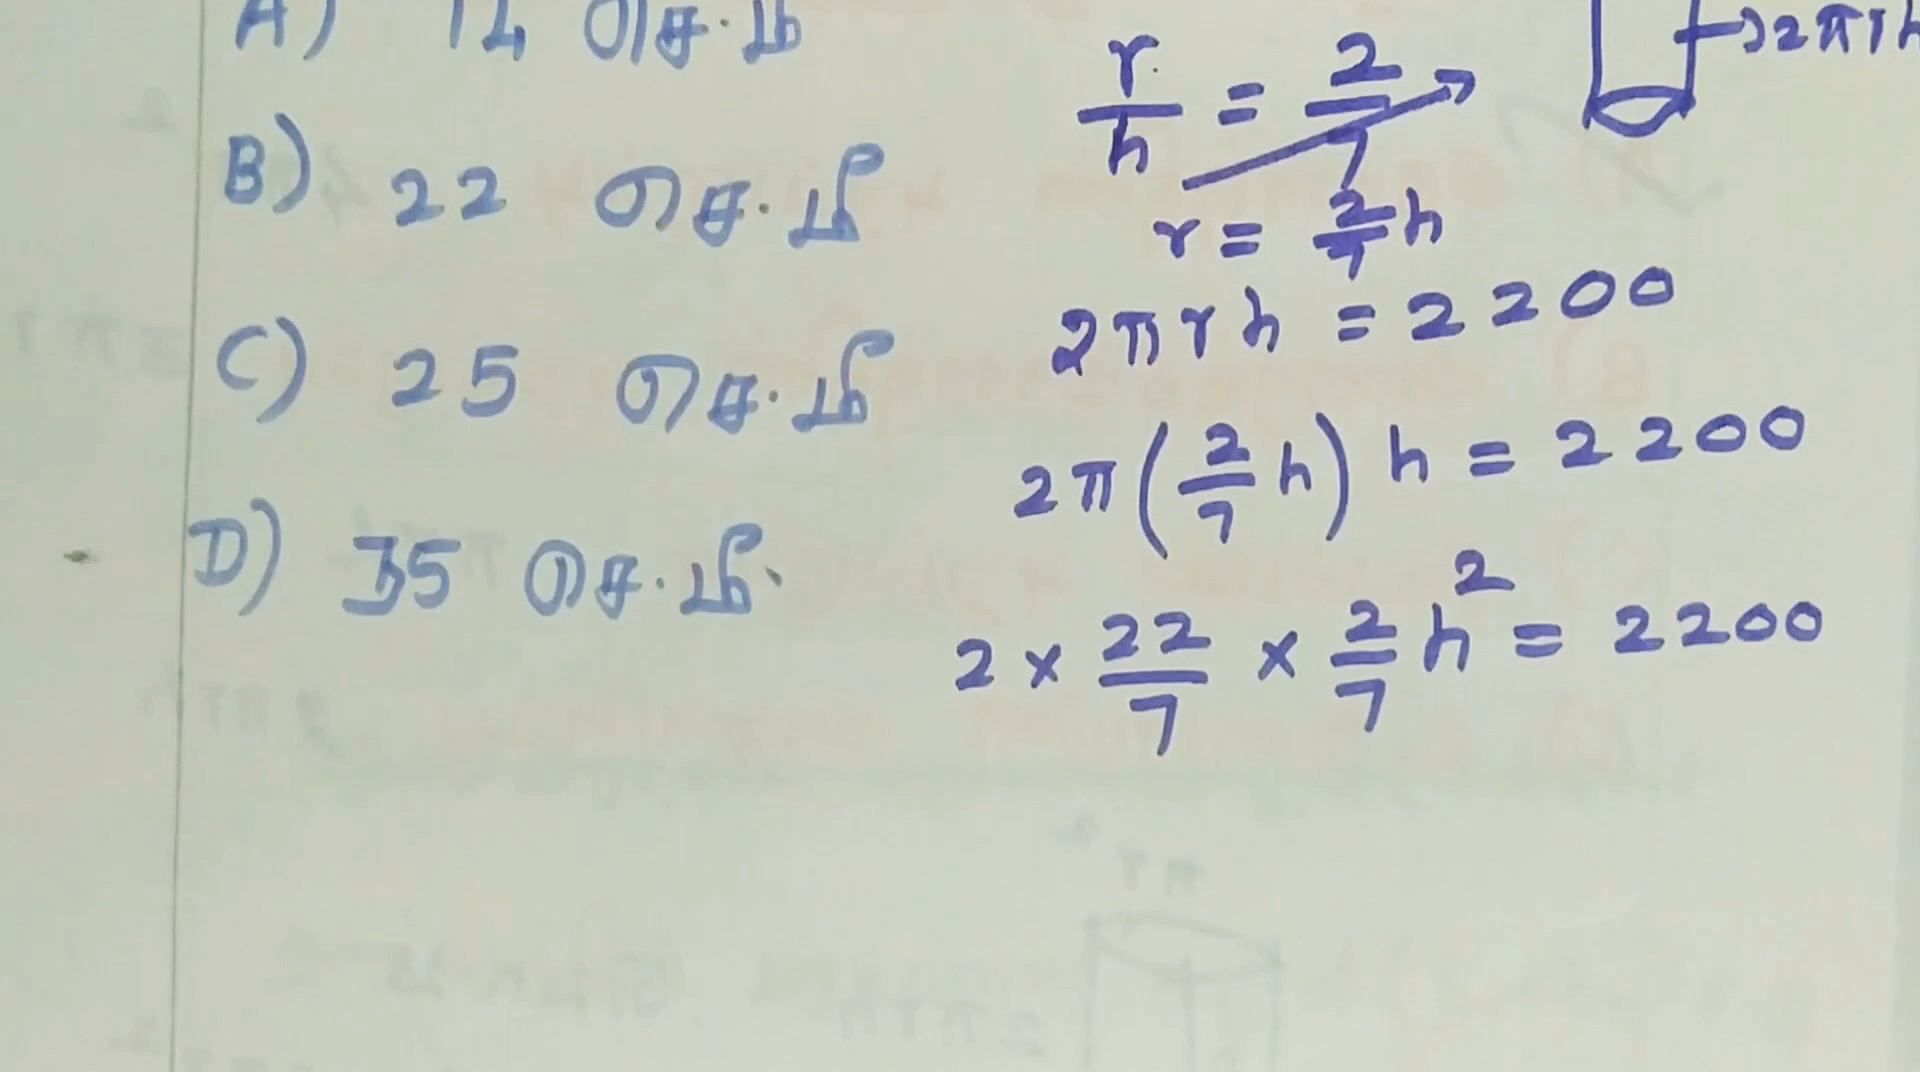 A) 14 செ.மீ
B) 22 செ.மீ
C) 25 செ.மீ
D) 35 செ.மீ.
→2πrh
r/h = 2/7
r = 2/7 h
2πrh = 2200
2π(2/7 h) h = 2200
2 × 22/7 × 2/7 h² = 2200